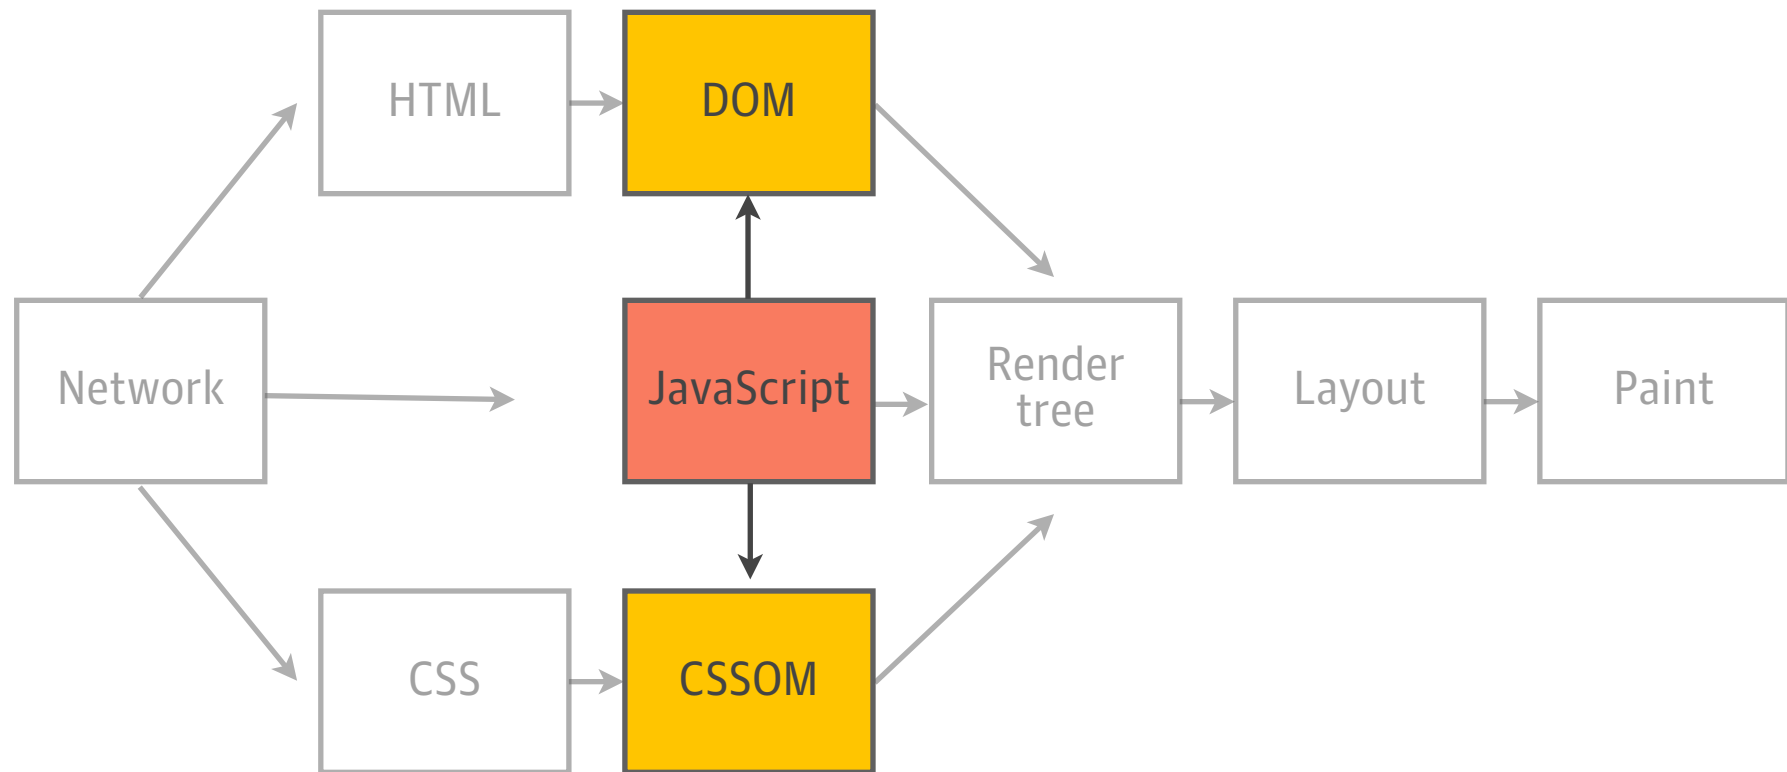 HTML
DOM
Network
JavaScript
Render
tree
Layout
Paint
CSS
CSSOM